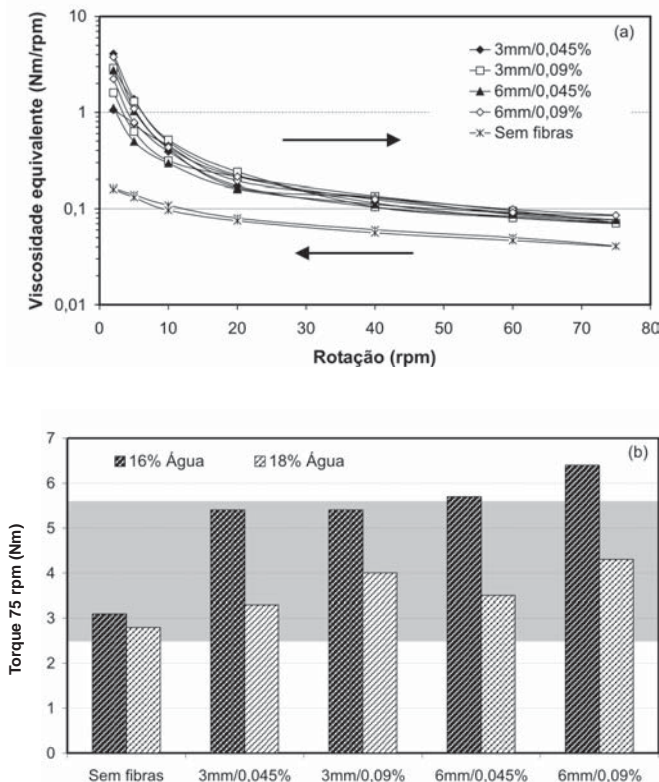 (a)
Viscosidade equivalente (Nm/rpm)
10
1
0,1
0,01
3mm/0,045%
3mm/0,09%
6mm/0,045%
6mm/0,09%
Sem fibras
0 10 20 30 40 50 60 70 80
Rotação (rpm)
(b)
Torque 75 rpm (Nm)
7
6
5
4
3
2
1
0
16% Água 18% Água
Sem fibras 3mm/0,045% 3mm/0,09% 6mm/0,045% 6mm/0,09%